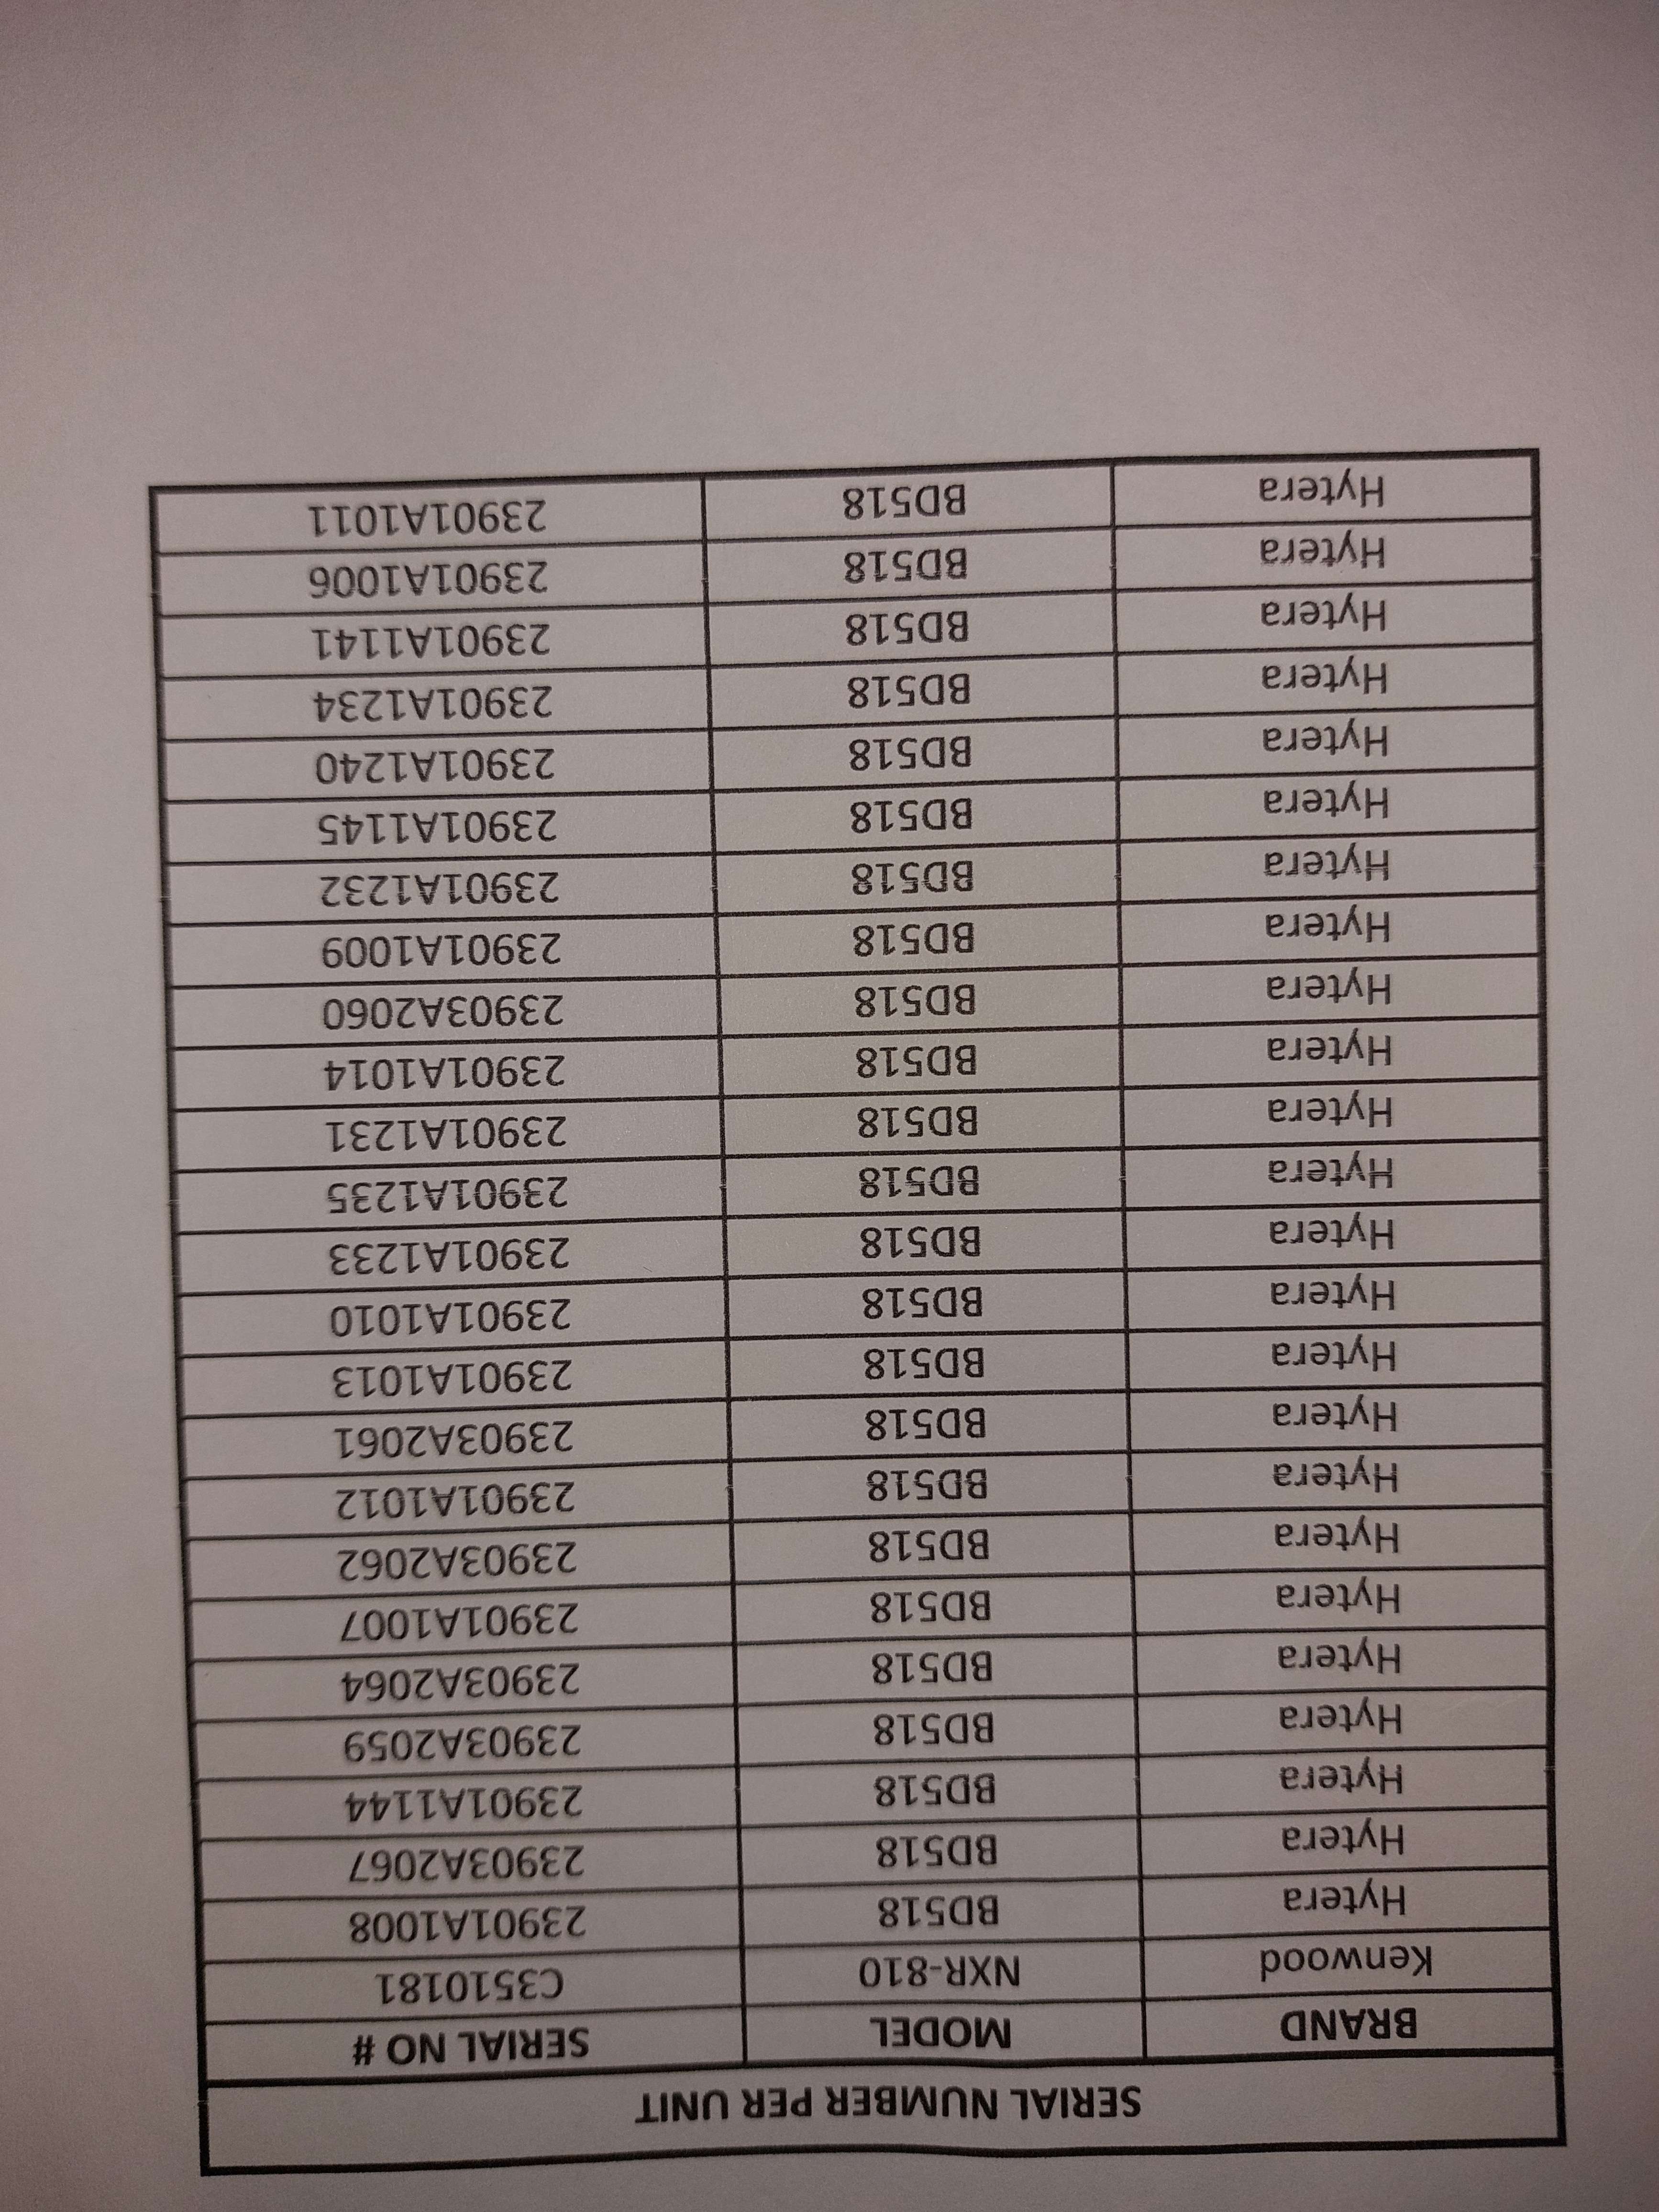 SERIAL NUMBER PER UNIT
BRAND MODEL SERIAL NO #
Kenwood NXR-810 C3510181
Hytera BD518 23901A1008
Hytera BD518 23903A2067
Hytera BD518 23901A1144
Hytera BD518 23903A2059
Hytera BD518 23903A2064
Hytera BD518 23901A1007
Hytera BD518 23903A2062
Hytera BD518 23901A1012
Hytera BD518 23903A2061
Hytera BD518 23901A1013
Hytera BD518 23901A1010
Hytera BD518 23901A1233
Hytera BD518 23901A1235
Hytera BD518 23901A1231
Hytera BD518 23901A1014
Hytera BD518 23903A2060
Hytera BD518 23901A1009
Hytera BD518 23901A1232
Hytera BD518 23901A1145
Hytera BD518 23901A1240
Hytera BD518 23901A1234
Hytera BD518 23901A1141
Hytera BD518 23901A1006
Hytera BD518 23901A1011